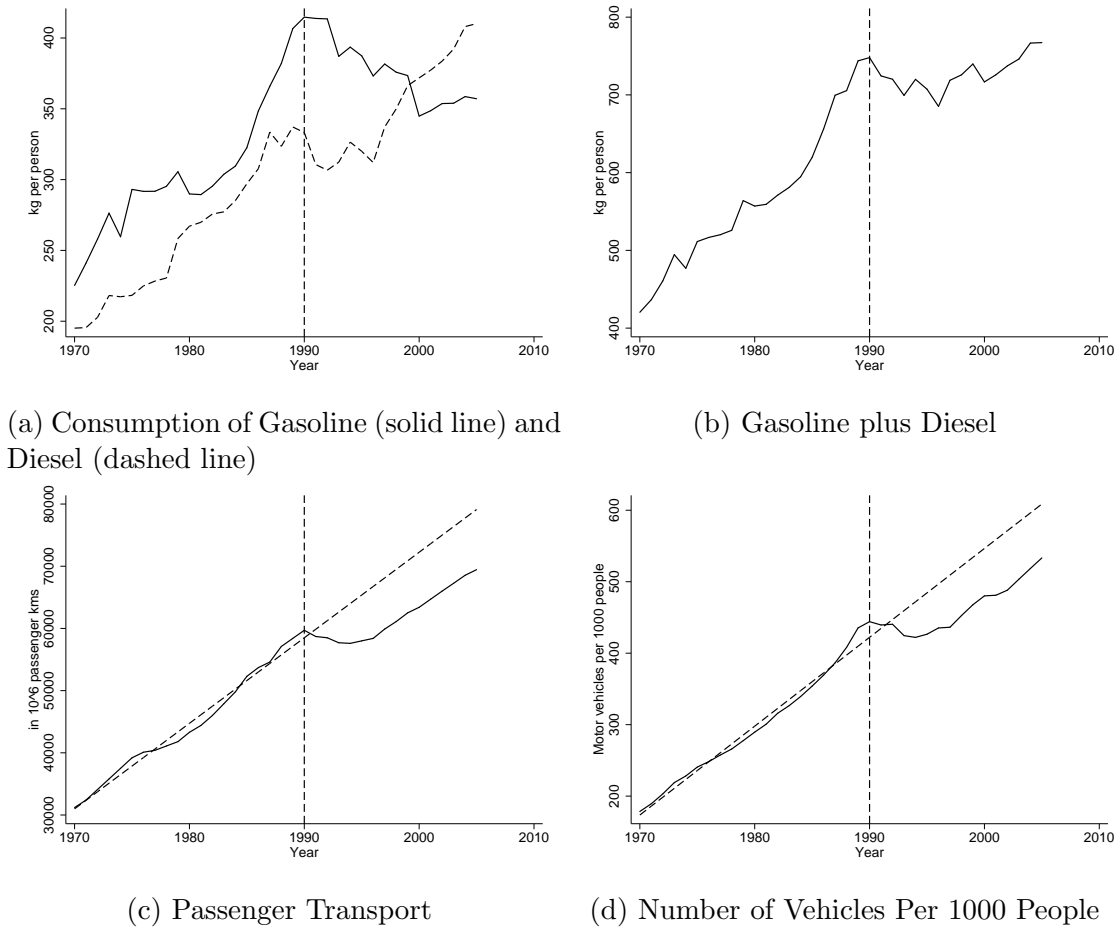 kg per person
200 250 300 350 400
1970 1980 1990 2000 2010
Year
(a) Consumption of Gasoline (solid line) and
Diesel (dashed line)
kg per person
400 500 600 700 800
1970 1980 1990 2000 2010
Year
(b) Gasoline plus Diesel
in 10^6 passenger kms
30000 40000 50000 60000 70000 80000
1970 1980 1990 2000 2010
Year
(c) Passenger Transport
Motor vehicles per 1000 people
200 300 400 500 600
1970 1980 1990 2000 2010
Year
(d) Number of Vehicles Per 1000 People